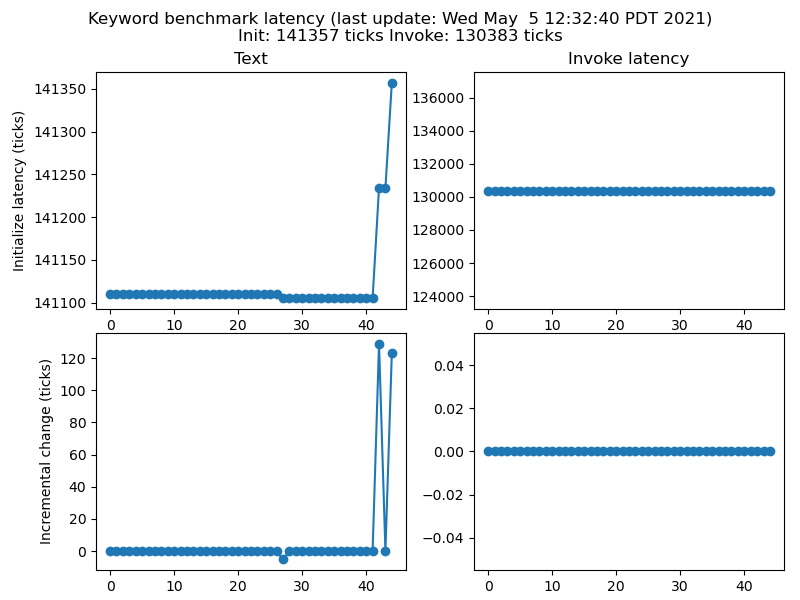 Keyword benchmark latency (last update: Wed May  5 12:32:40 PDT 2021)
Init: 141357 ticks Invoke: 130383 ticks
Text
Initialize latency (ticks)
141350
141300
141250
141200
141150
141100
0 10 20 30 40
Invoke latency
136000
134000
132000
130000
128000
126000
124000
0 10 20 30 40
Incremental change (ticks)
120
100
80
60
40
20
0
0 10 20 30 40
0.04
0.02
0.00
−0.02
−0.04
0 10 20 30 40